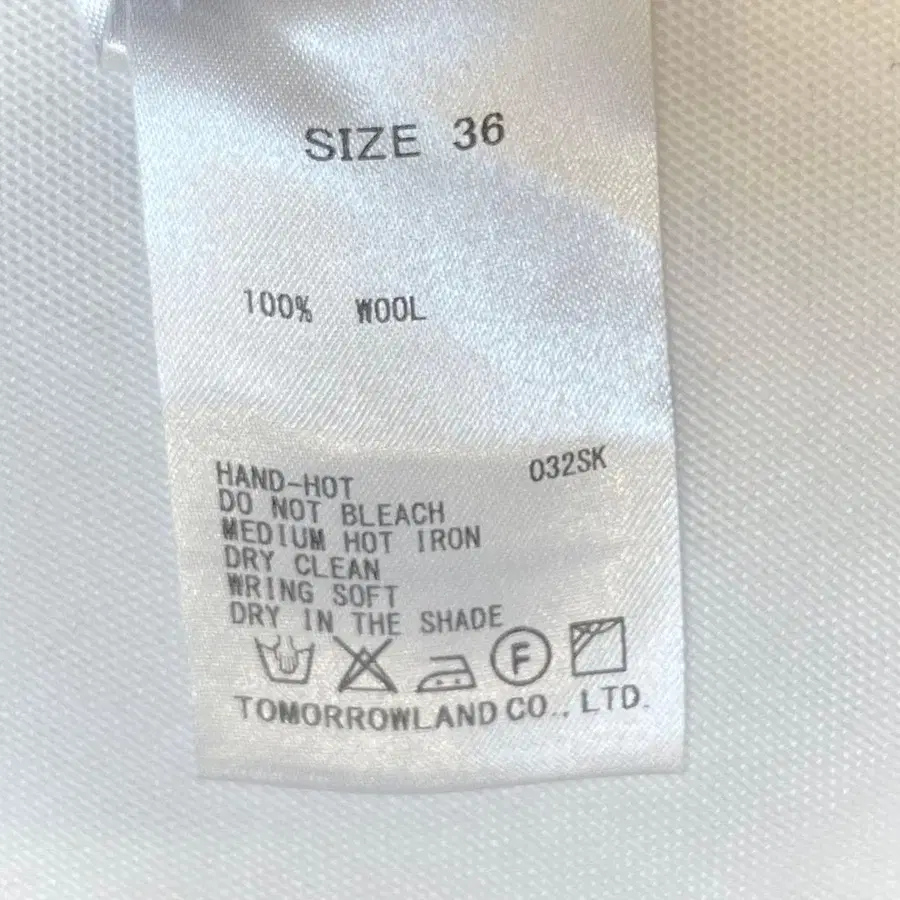 SIZE 36
100% WOOL
032SK
HAND-HOT
DO NOT BLEACH
MEDIUM HOT IRON
DRY CLEAN
WRING SOFT
DRY IN THE SHADE
F
TOMORROWLAND CO., LTD.